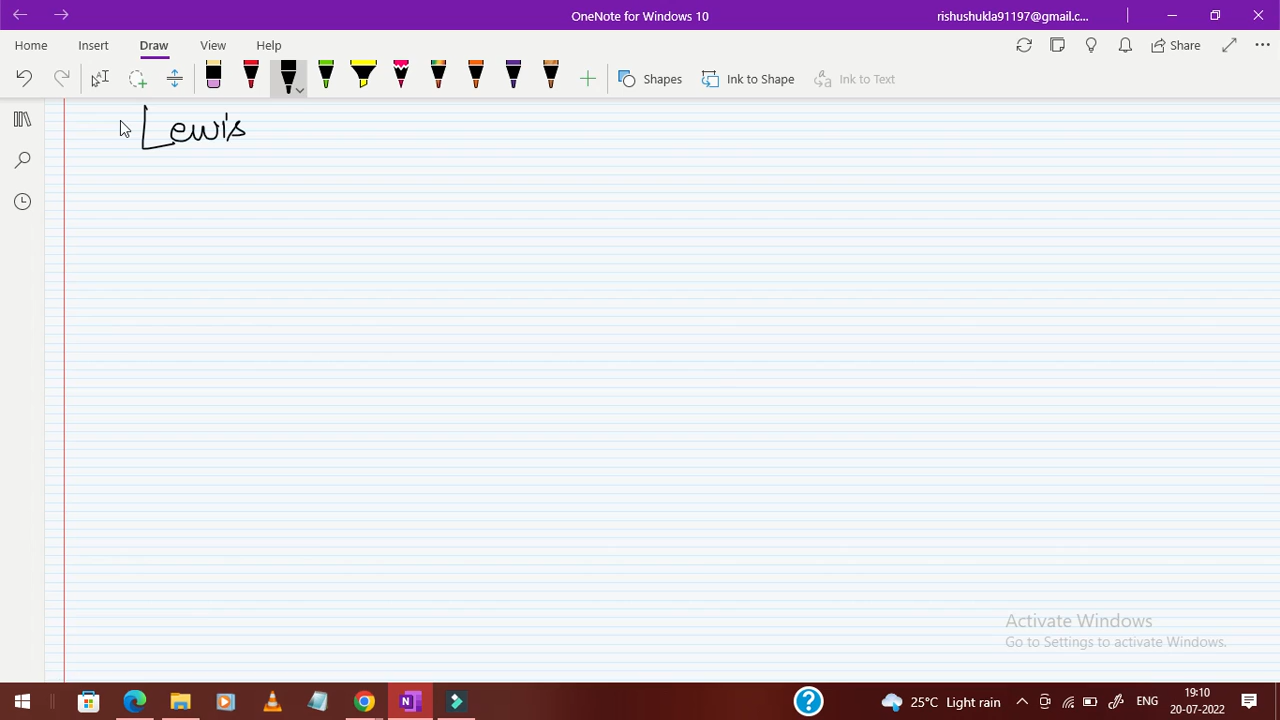 OneNote for Windows 10
rishushukla91197@gmail.c...
Home Insert Draw View Help
Share
Shapes Ink to Shape Ink to Text
Lewis
Activate Windows
Go to Settings to activate Windows.
25°C Light rain
ENG
19:10
20-07-2022